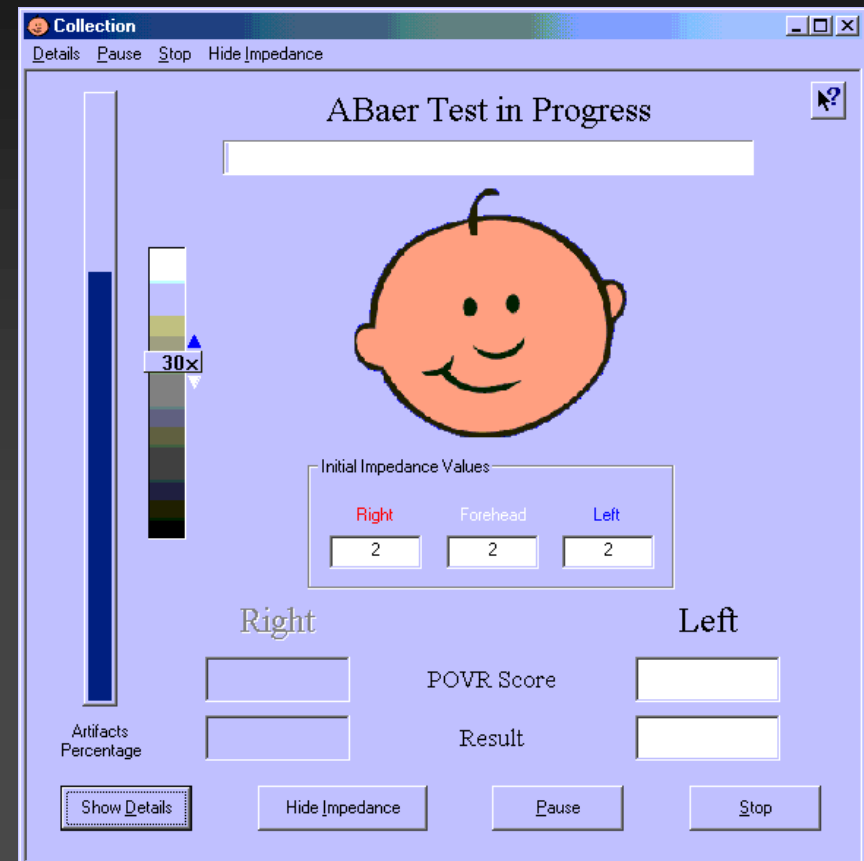 Collection
Details Pause Stop Hide Impedance
ABaer Test in Progress
30x
Initial Impedance Values
Right Forehead Left
2 2 2
Right Left
POVR Score
Artifacts
Percentage
Result
Show Details Hide Impedance Pause Stop